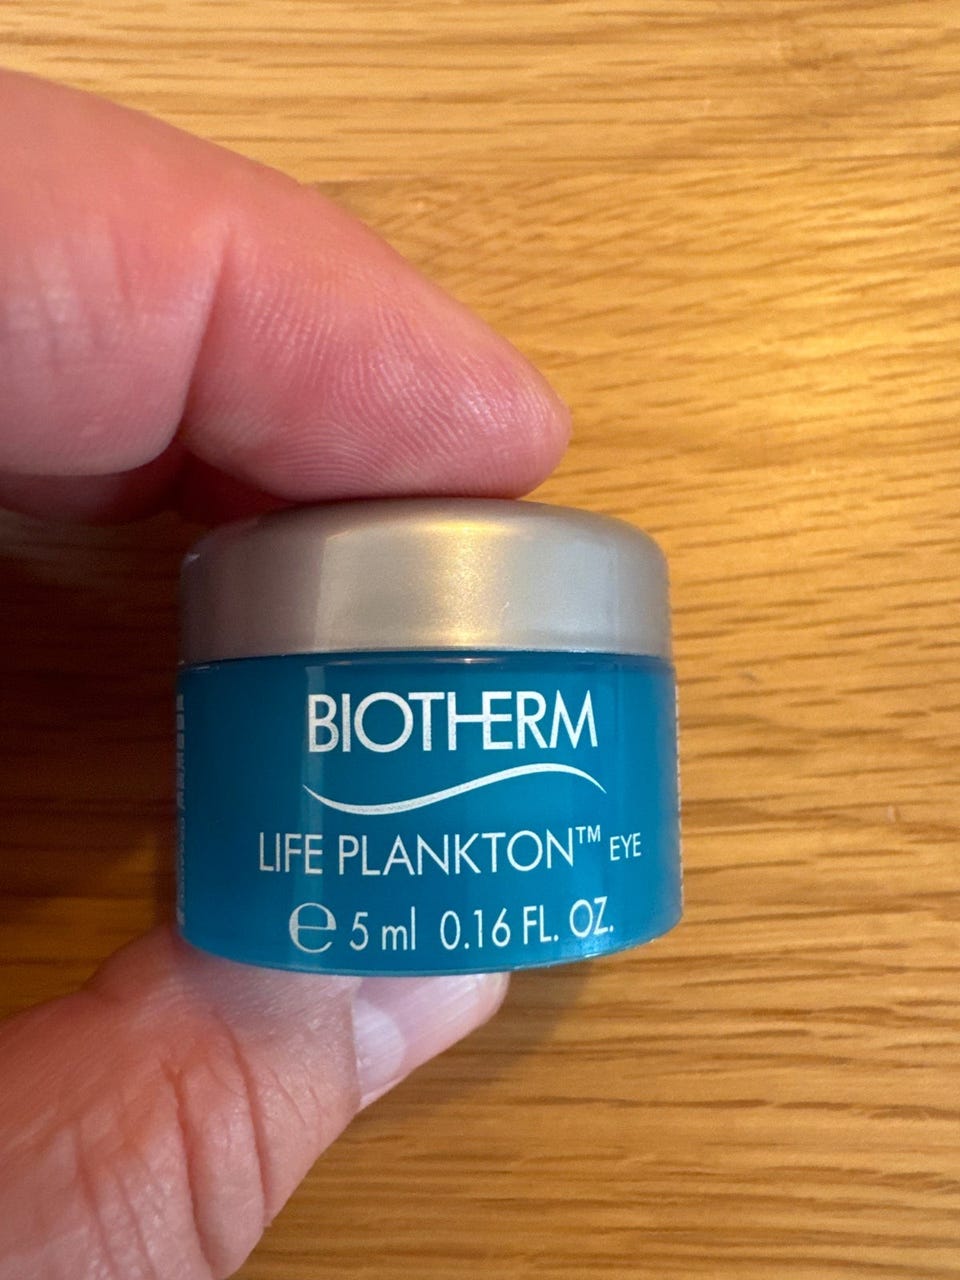 BIOTHERM
LIFE PLANKTON™ EYE
℮ 5 ml 0.16 FL. OZ.